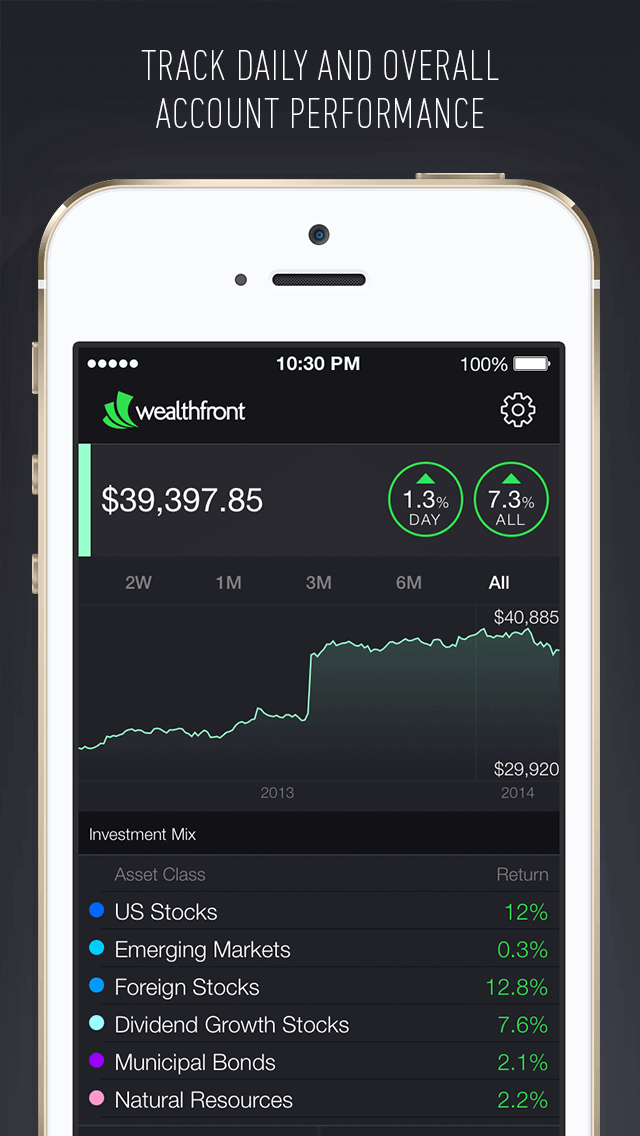 TRACK DAILY AND OVERALL
ACCOUNT PERFORMANCE
10:30 PM 100%
wealthfront
$39,397.85 1.3% DAY 7.3% ALL
2W 1M 3M 6M All
$40,885
$29,920
2013 2014
Investment Mix
Asset Class Return
US Stocks 12%
Emerging Markets 0.3%
Foreign Stocks 12.8%
Dividend Growth Stocks 7.6%
Municipal Bonds 2.1%
Natural Resources 2.2%